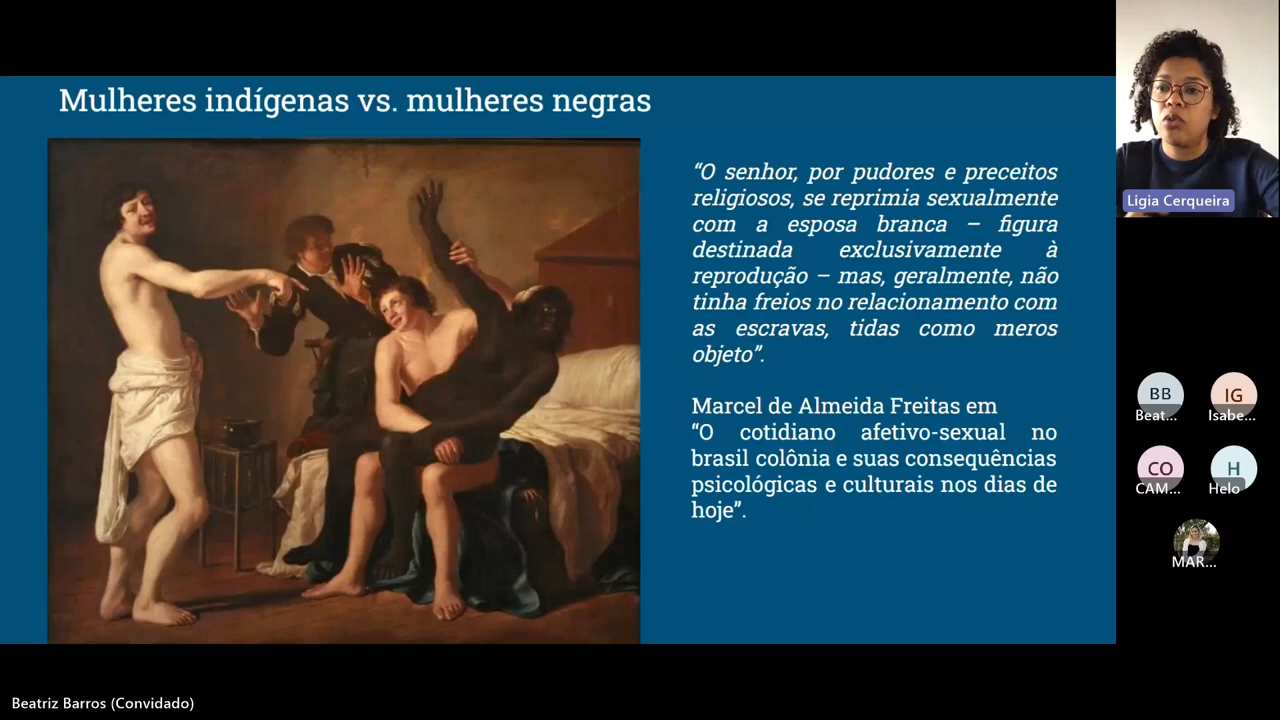 Mulheres indígenas vs. mulheres negras
“O senhor, por pudores e preceitos
religiosos, se reprimia sexualmente
com a esposa branca – figura
destinada exclusivamente à
reprodução – mas, geralmente, não
tinha freios no relacionamento com
as escravas, tidas como meros
objeto”.
Marcel de Almeida Freitas em
“O cotidiano afetivo-sexual no
brasil colônia e suas consequências
psicológicas e culturais nos dias de
hoje”.
Ligia Cerqueira
BB
Beat...
IG
Isabe...
CO
CAM...
H
Helo
MAR...
Beatriz Barros (Convidado)